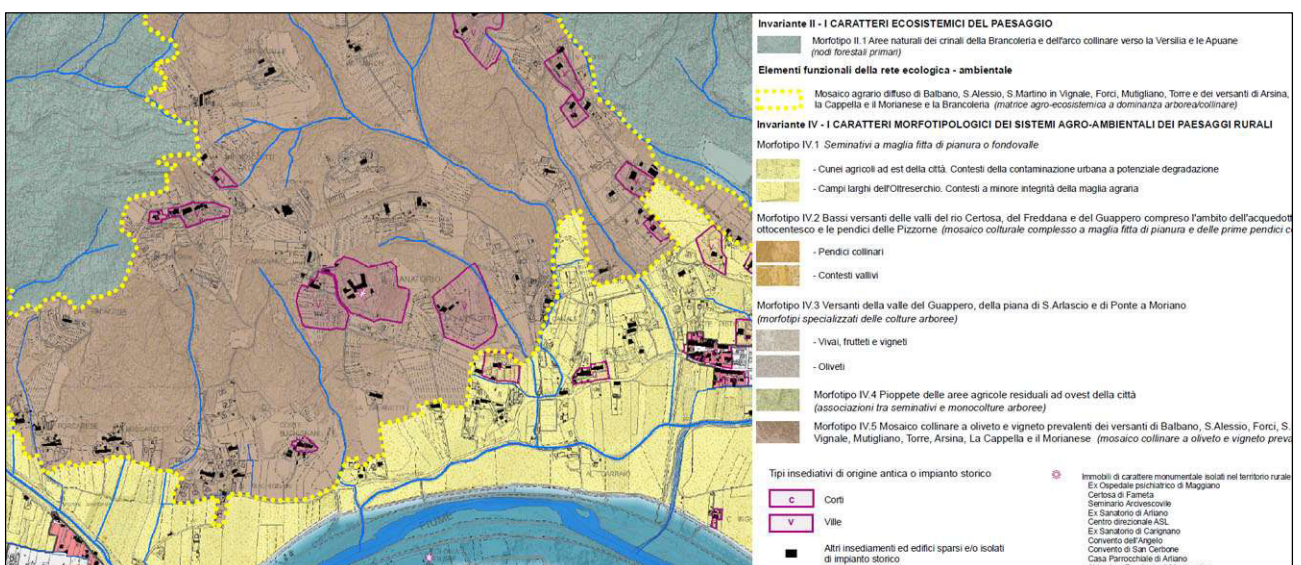 Invariante II - I CARATTERI ECOSISTEMICI DEL PAESAGGIO
Morfotipo II.1 Aree naturali dei crinali della Brancoleria e dell'arco collinare verso la Versilia e le Apuane
(nodi forestali primari)
Elementi funzionali della rete ecologica - ambientale
Mosaico agrario diffuso di Balbano, S.Alessio, S.Martino in Vignale, Forci, Mutigliano, Torre e dei versanti di Arsina,
la Cappella e il Morianese e la Brancoleria (matrice agro-ecosistemica a dominanza arborea/collinare)
Invariante IV - I CARATTERI MORFOTIPOLOGICI DEI SISTEMI AGRO-AMBIENTALI DEI PAESAGGI RURALI
Morfotipo IV.1 Seminativi a maglia fitta di pianura o fondovalle
- Cunei agricoli ad est della città. Contesti della contaminazione urbana a potenziale degradazione
- Campi larghi dell'Oltreserchio. Contesti a minore integrità della maglia agraria
Morfotipo IV.2 Bassi versanti delle valli del rio Certosa, del Freddana e del Guappero compreso l'ambito dell'acquedott
ottocentesco e le pendici delle Pizzorne (mosaico colturale complesso a maglia fitta di pianura e delle prime pendici c
- Pendici collinari
- Contesti vallivi
Morfotipo IV.3 Versanti della valle del Guappero, della piana di S.Arlascio e di Ponte a Moriano
(morfotipi specializzati delle colture arboree)
- Vivai, frutteti e vigneti
- Oliveti
Morfotipo IV.4 Pioppete delle aree agricole residuali ad ovest della città
(associazioni tra seminativi e monocolture arboree)
Morfotipo IV.5 Mosaico collinare a oliveto e vigneto prevalenti dei versanti di Balbano, S.Alessio, Forci, S.
Vignale, Mutigliano, Torre, Arsina, La Cappella e il Morianese (mosaico collinare a oliveto e vigneto preva
Tipi insediativi di origine antica o impianto storico
C Corti
V Ville
Altri insediamenti ed edifici sparsi e/o isolati
di impianto storico
Immobili di carattere monumentale isolati nel territorio rurale
Ex Ospedale psichiatrico di Maggiano
Certosa di Farneta
Seminario Arcivescovile
Ex Sanatorio di Arliano
Centro direzionale ASL
Ex Sanatorio di Carignano
Convento dell'Angelo
Convento di San Cerbone
Casa Parrocchiale di Arliano
FIUME